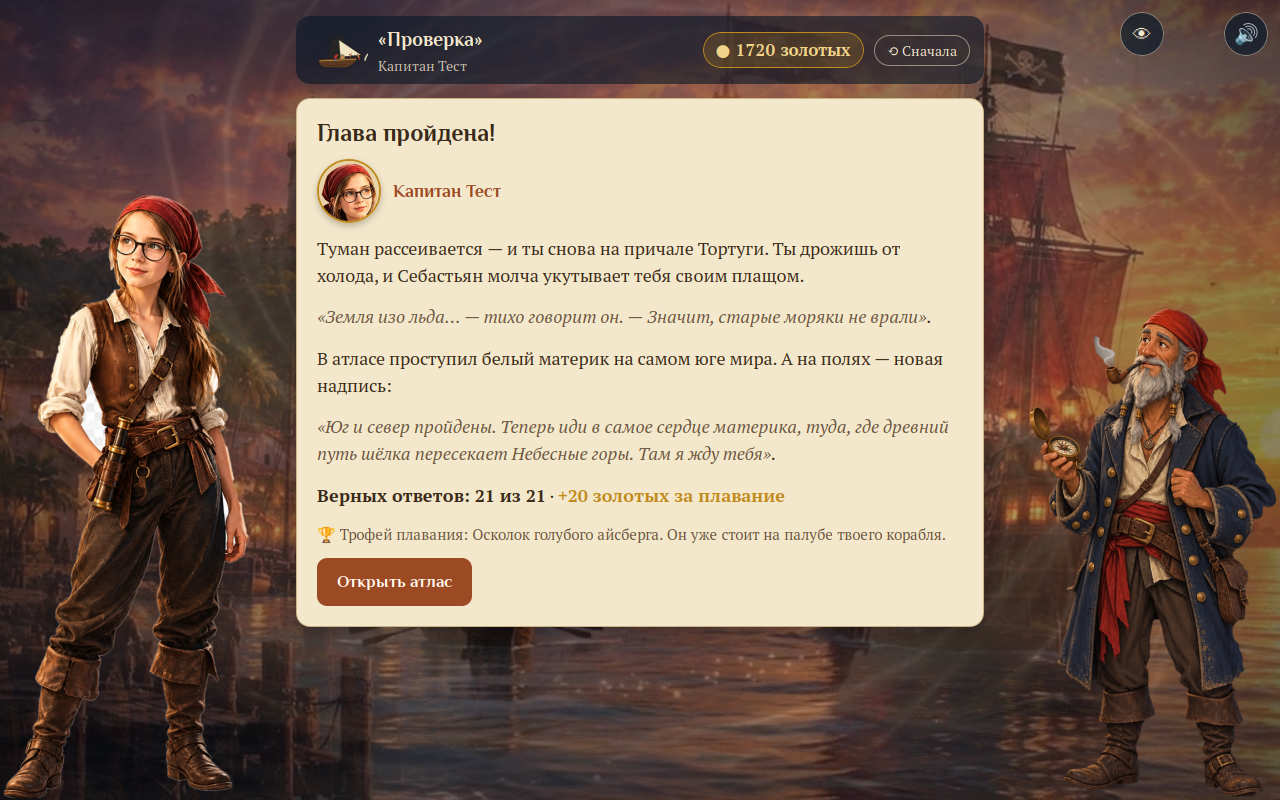 «Проверка»
Капитан Тест
1720 золотых
⟲ Сначала
Глава пройдена!
Капитан Тест
Туман рассеивается — и ты снова на причале Тортуги. Ты дрожишь от
холода, и Себастьян молча укутывает тебя своим плащом.
«Земля изо льда… — тихо говорит он. — Значит, старые моряки не врали».
В атласе проступил белый материк на самом юге мира. А на полях — новая
надпись:
«Юг и север пройдены. Теперь иди в самое сердце материка, туда, где древний
путь шёлка пересекает Небесные горы. Там я жду тебя».
Верных ответов: 21 из 21 · +20 золотых за плавание
🏆 Трофей плавания: Осколок голубого айсберга. Он уже стоит на палубе твоего корабля.
Открыть атлас